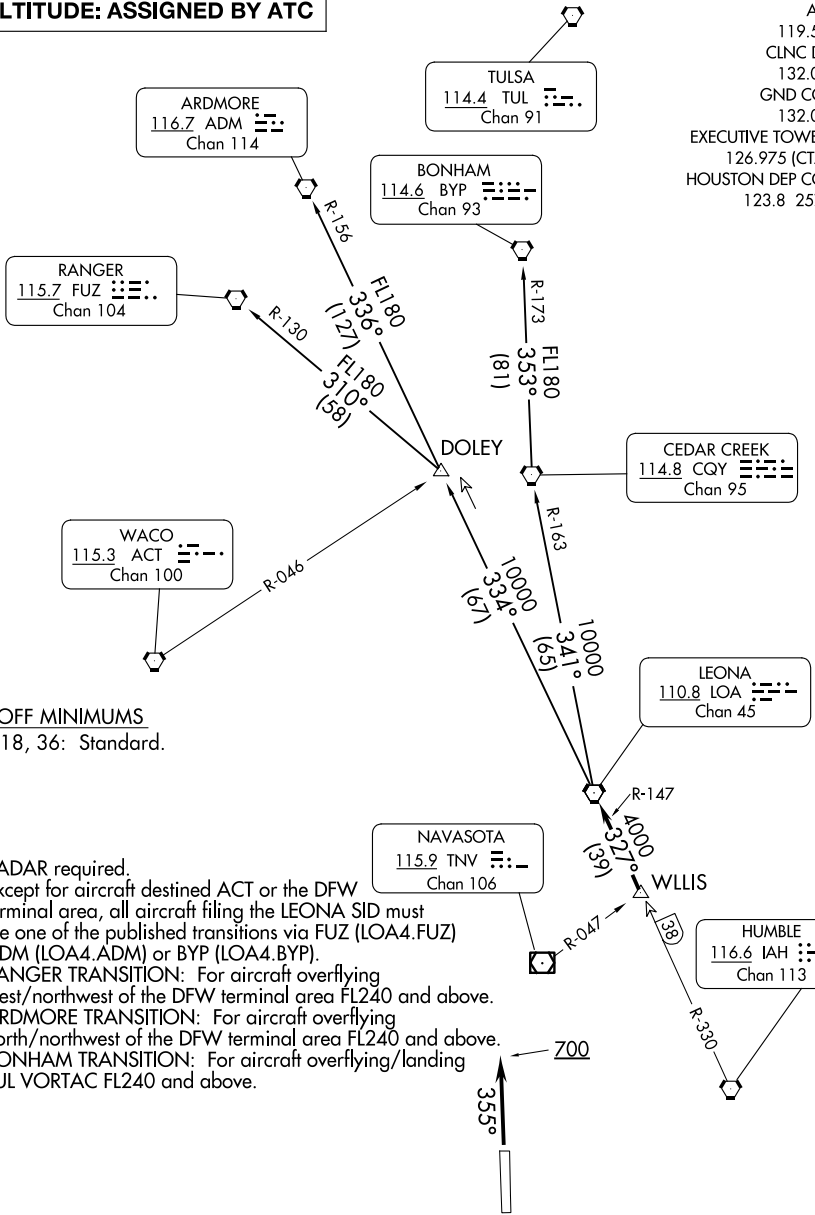 ALTITUDE: ASSIGNED BY ATC
119.5
CLNC D
132.0
GND CO
132.0
EXECUTIVE TOWE
126.975 (CT
HOUSTON DEP CO
123.8 25
TULSA
114.4 TUL
Chan 91
ARDMORE
116.7 ADM
Chan 114
BONHAM
114.6 BYP
Chan 93
R-156
RANGER
115.7 FUZ
Chan 104
R-130
R-173
FL180
336°
(127)
FL180
310°
(58)
FL180
353°
(81)
DOLEY
CEDAR CREEK
114.8 CQY
Chan 95
WACO
115.3 ACT
Chan 100
R-046
R-163
10000
334°
(67)
10000
341°
(65)
LEONA
110.8 LOA
Chan 45
OFF MINIMUMS
18, 36: Standard.
R-147
4000
327°
(39)
NAVASOTA
115.9 TNV
Chan 106
WLLIS
R-047
38
HUMBLE
116.6 IAH
Chan 113
R-330
ADAR required.
xcept for aircraft destined ACT or the DFW
erminal area, all aircraft filing the LEONA SID must
e one of the published transitions via FUZ (LOA4.FUZ)
DM (LOA4.ADM) or BYP (LOA4.BYP).
ANGER TRANSITION: For aircraft overflying
est/northwest of the DFW terminal area FL240 and above.
RDMORE TRANSITION: For aircraft overflying
orth/northwest of the DFW terminal area FL240 and above.
ONHAM TRANSITION: For aircraft overflying/landing
UL VORTAC FL240 and above.
700
355°